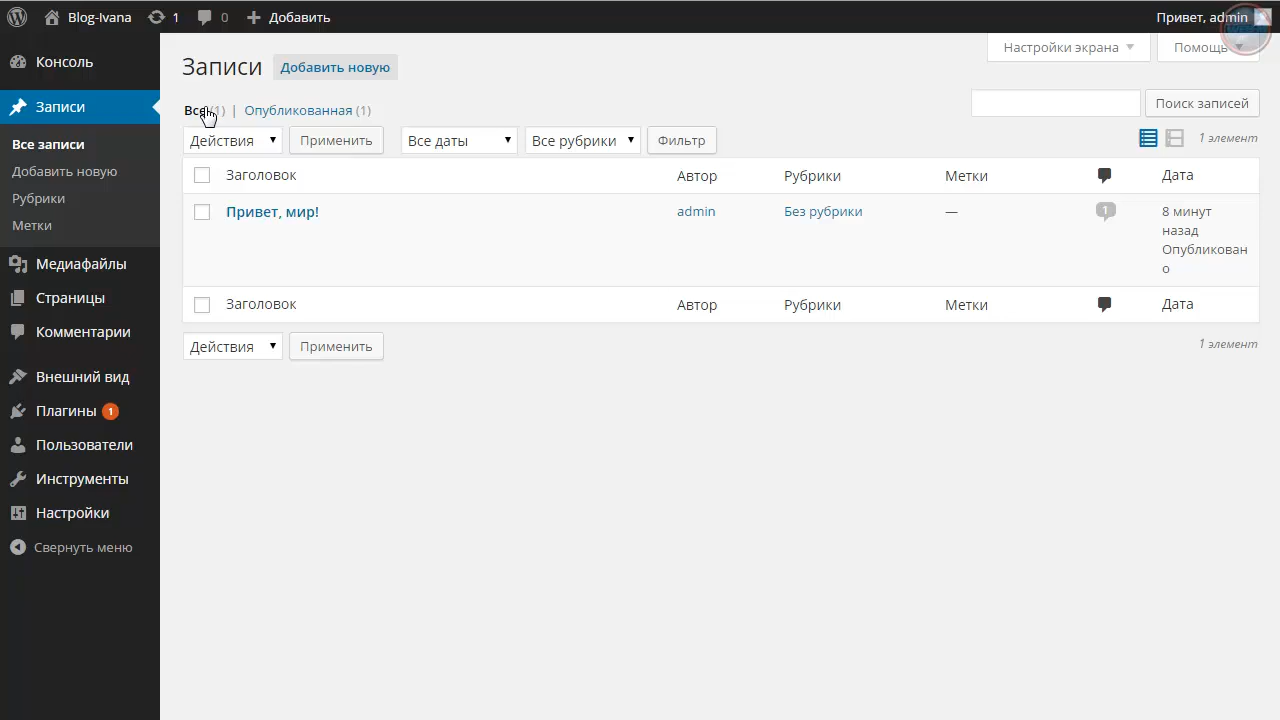 Blog-Ivana 1 0 Добавить Привет, admin
Консоль
Записи
Все записи
Добавить новую
Рубрики
Метки
Медиафайлы
Страницы
Комментарии
Внешний вид
Плагины 1
Пользователи
Инструменты
Настройки
Свернуть меню
Настройки экрана Помощь
Записи Добавить новую
Все (1) | Опубликованная (1)
Поиск записей
Действия Применить Все даты Все рубрики Фильтр 1 элемент
Заголовок Автор Рубрики Метки Дата
Привет, мир! admin Без рубрики — 1 8 минут
назад
Опубликован
о
Заголовок Автор Рубрики Метки Дата
Действия Применить 1 элемент